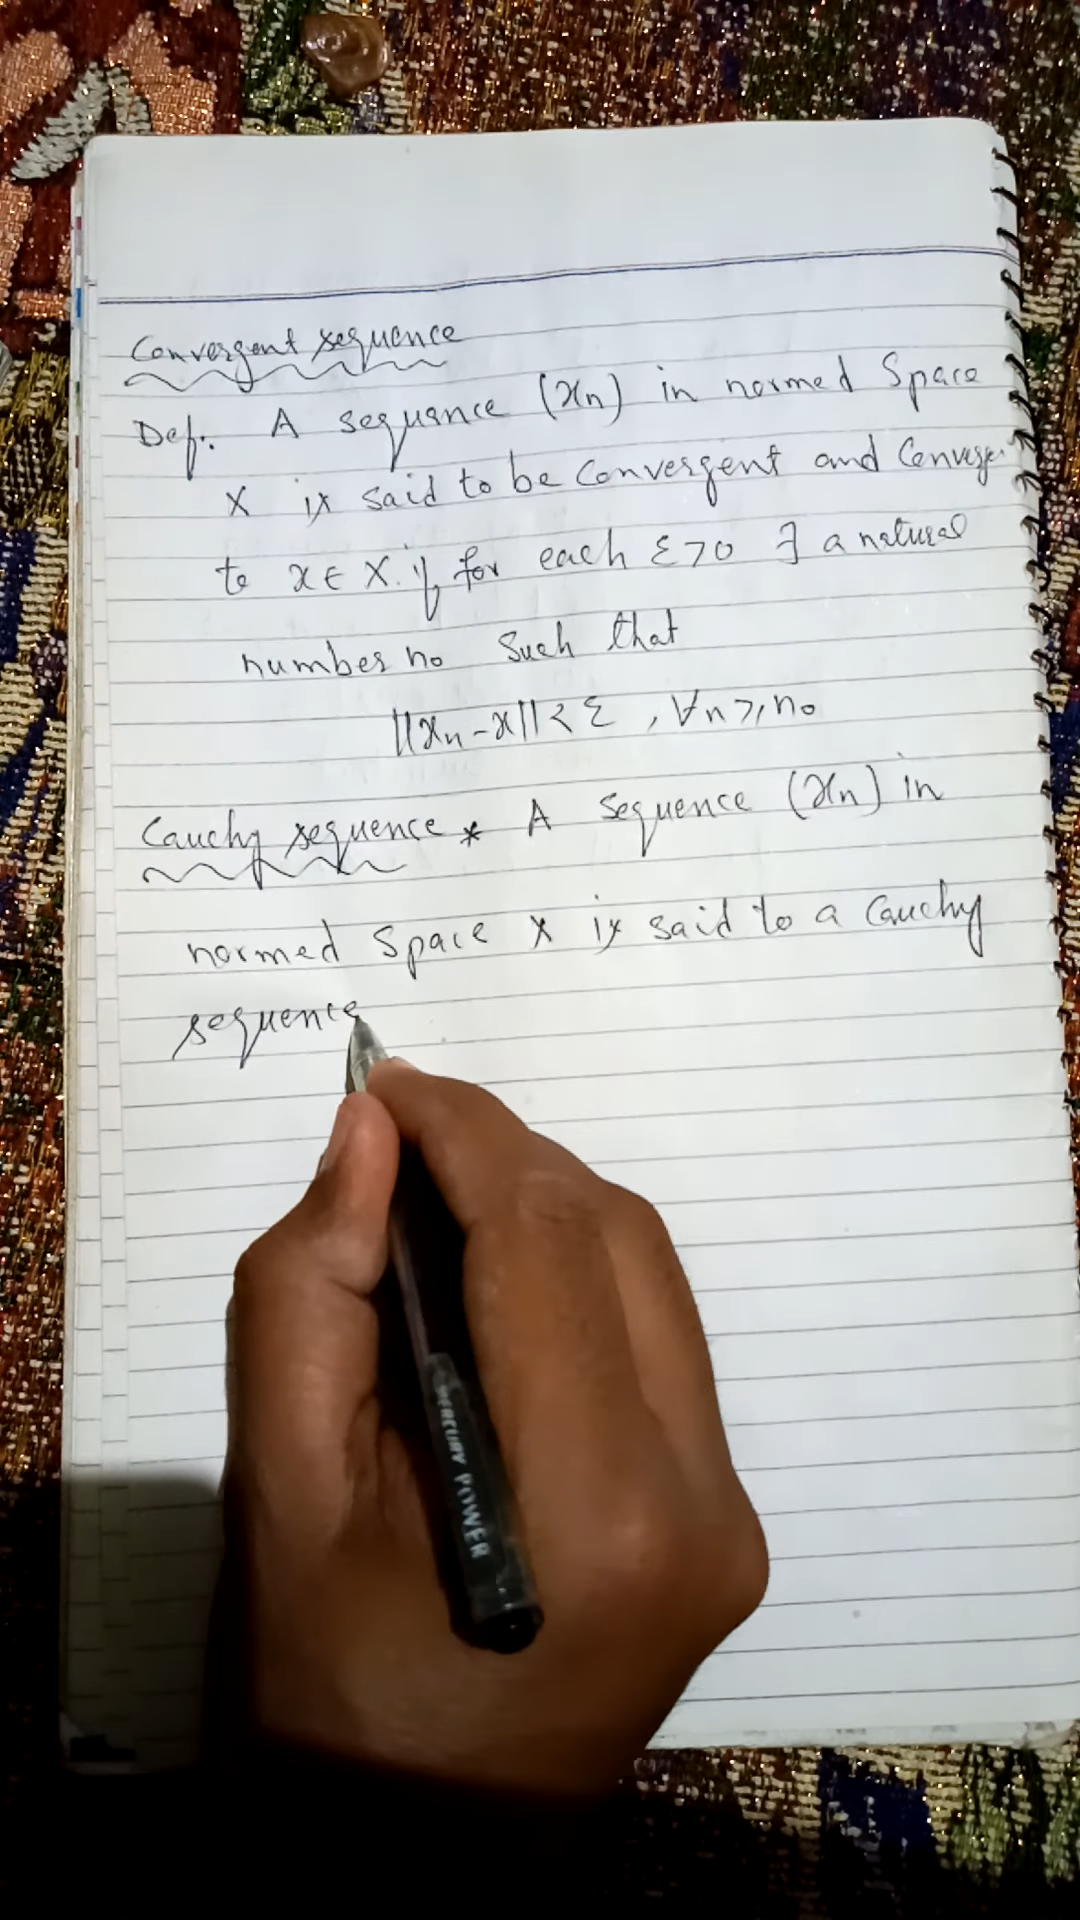 Convergent sequence
Def:. A sequence (xn) in normed Space
X is said to be Convergent and Converge
to x ∈ X. if for each ε>0 ∃ a natural
number n₀ Such that
||xn - x|| < ε , ∀n ≥, n₀
Cauchy sequence * A sequence (xn) in
normed Space X is said to a Cauchy
sequence
MERCURY POWER